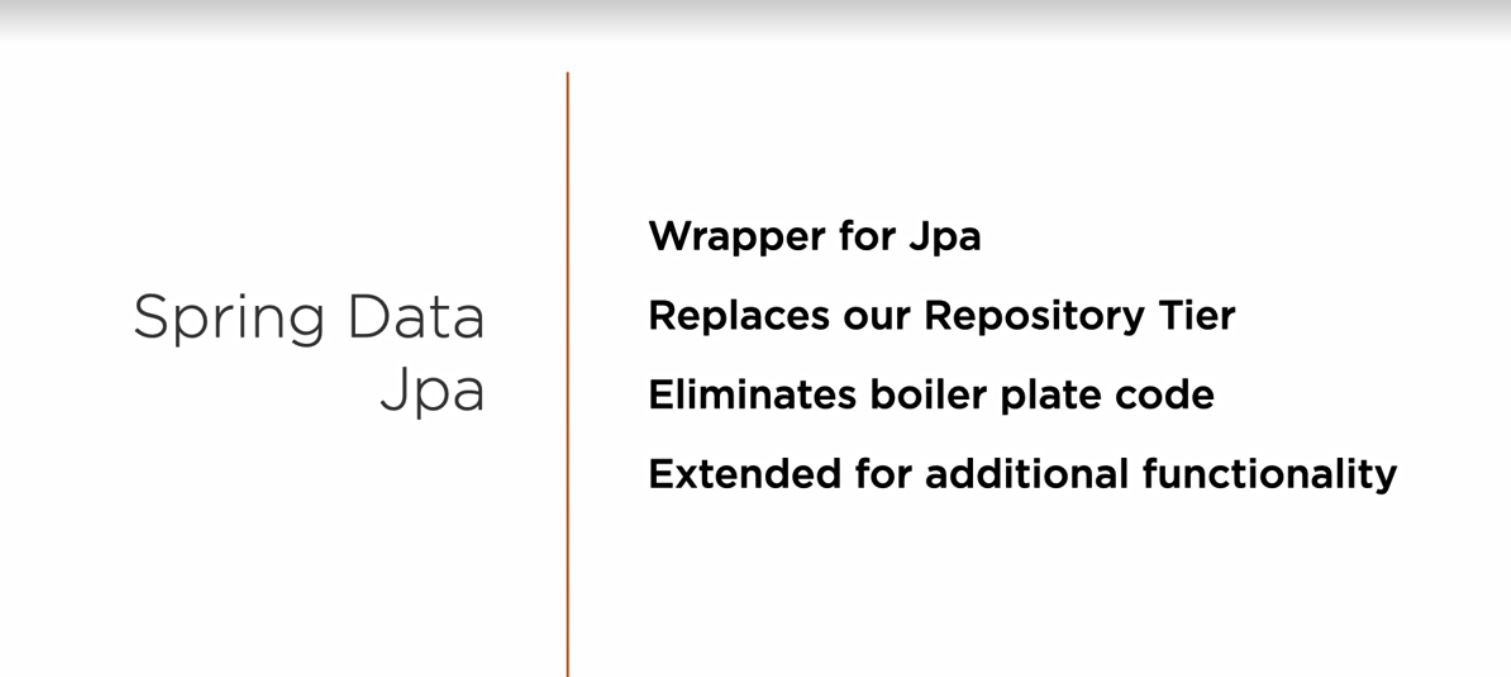 Spring Data
Jpa
Wrapper for Jpa
Replaces our Repository Tier
Eliminates boiler plate code
Extended for additional functionality